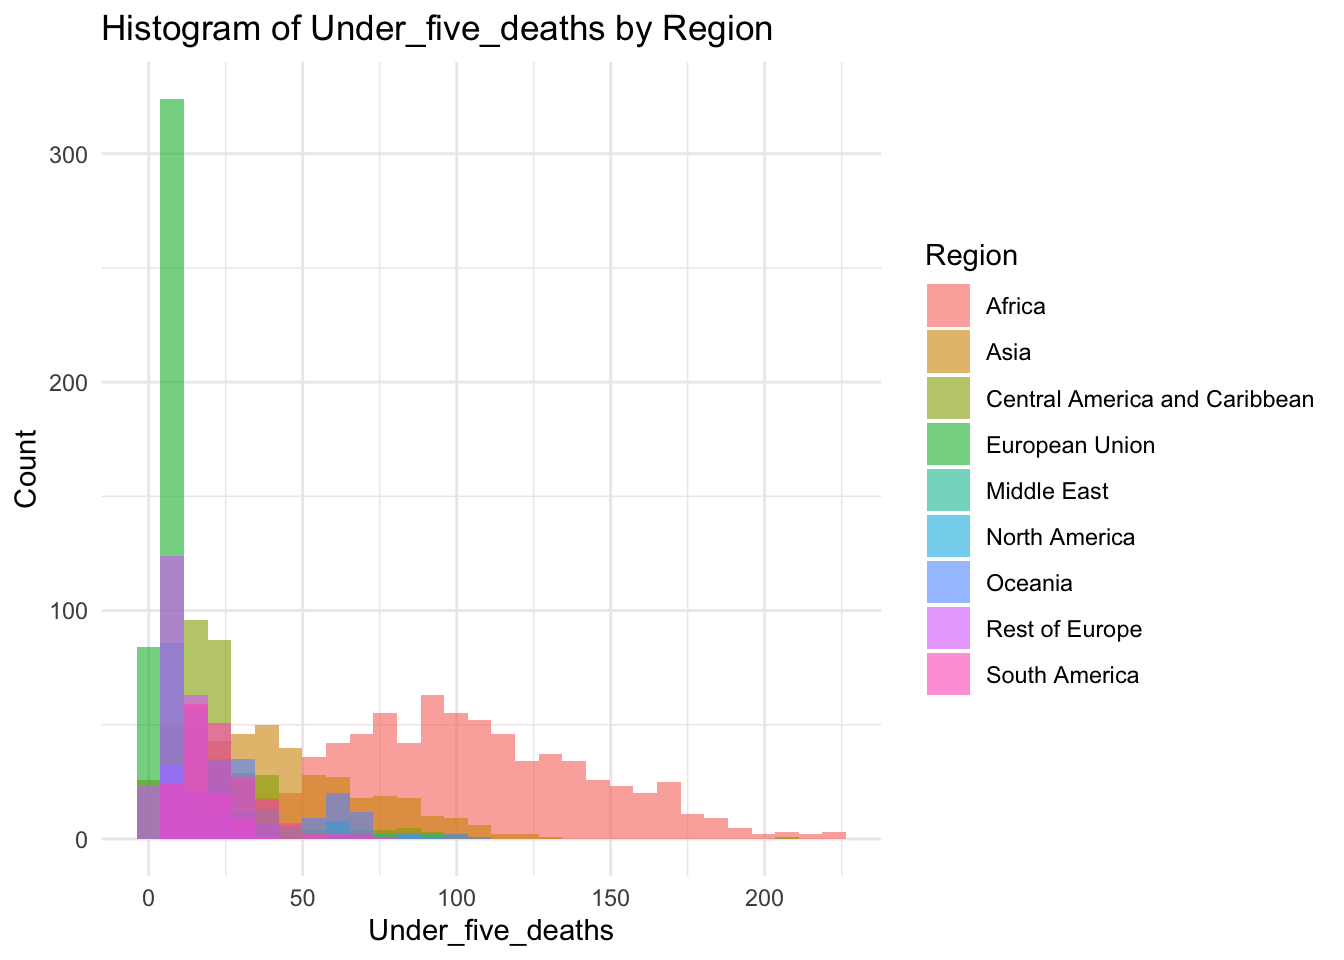 Histogram of Under_five_deaths by Region
300
200
100
0
Count
0 50 100 150 200
Under_five_deaths
Region
Africa
Asia
Central America and Caribbean
European Union
Middle East
North America
Oceania
Rest of Europe
South America